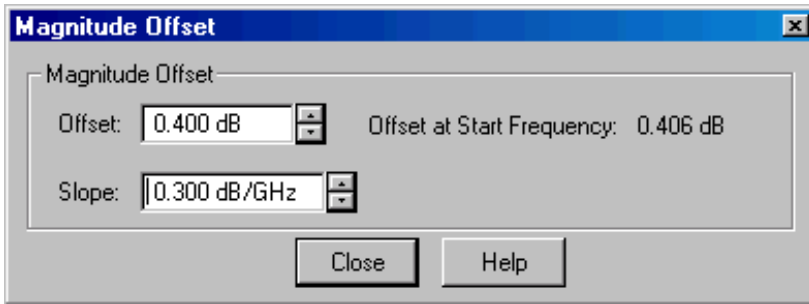 Magnitude Offset
Magnitude Offset
Offset: 0.400 dB Offset at Start Frequency: 0.406 dB
Slope: 0.300 dB/GHz
Close Help